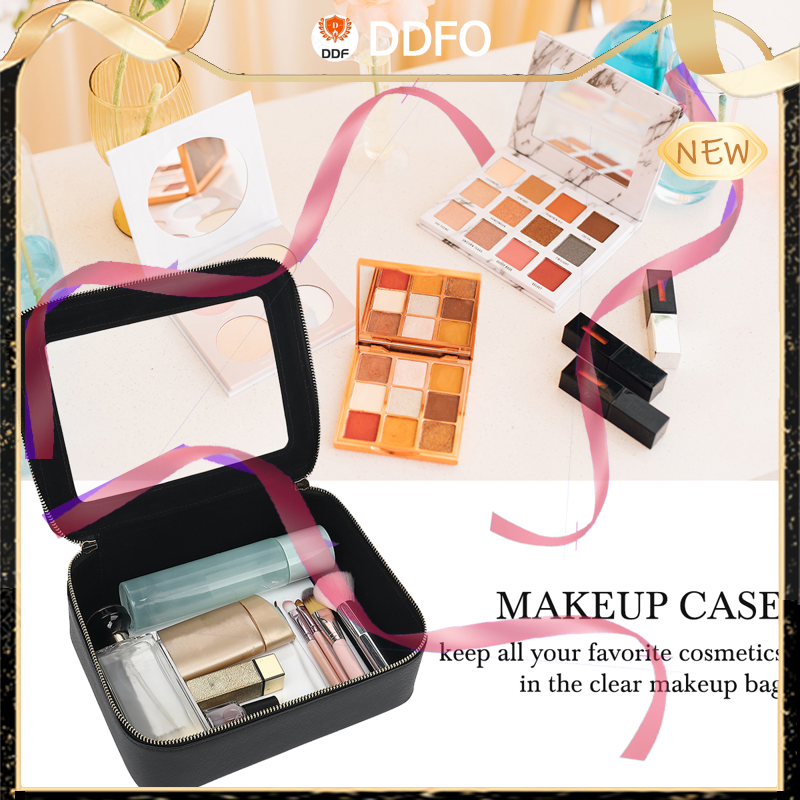 DDF
DDFO
NEW
MAKEUP CASE
keep all your favorite cosmetics
in the clear makeup bag